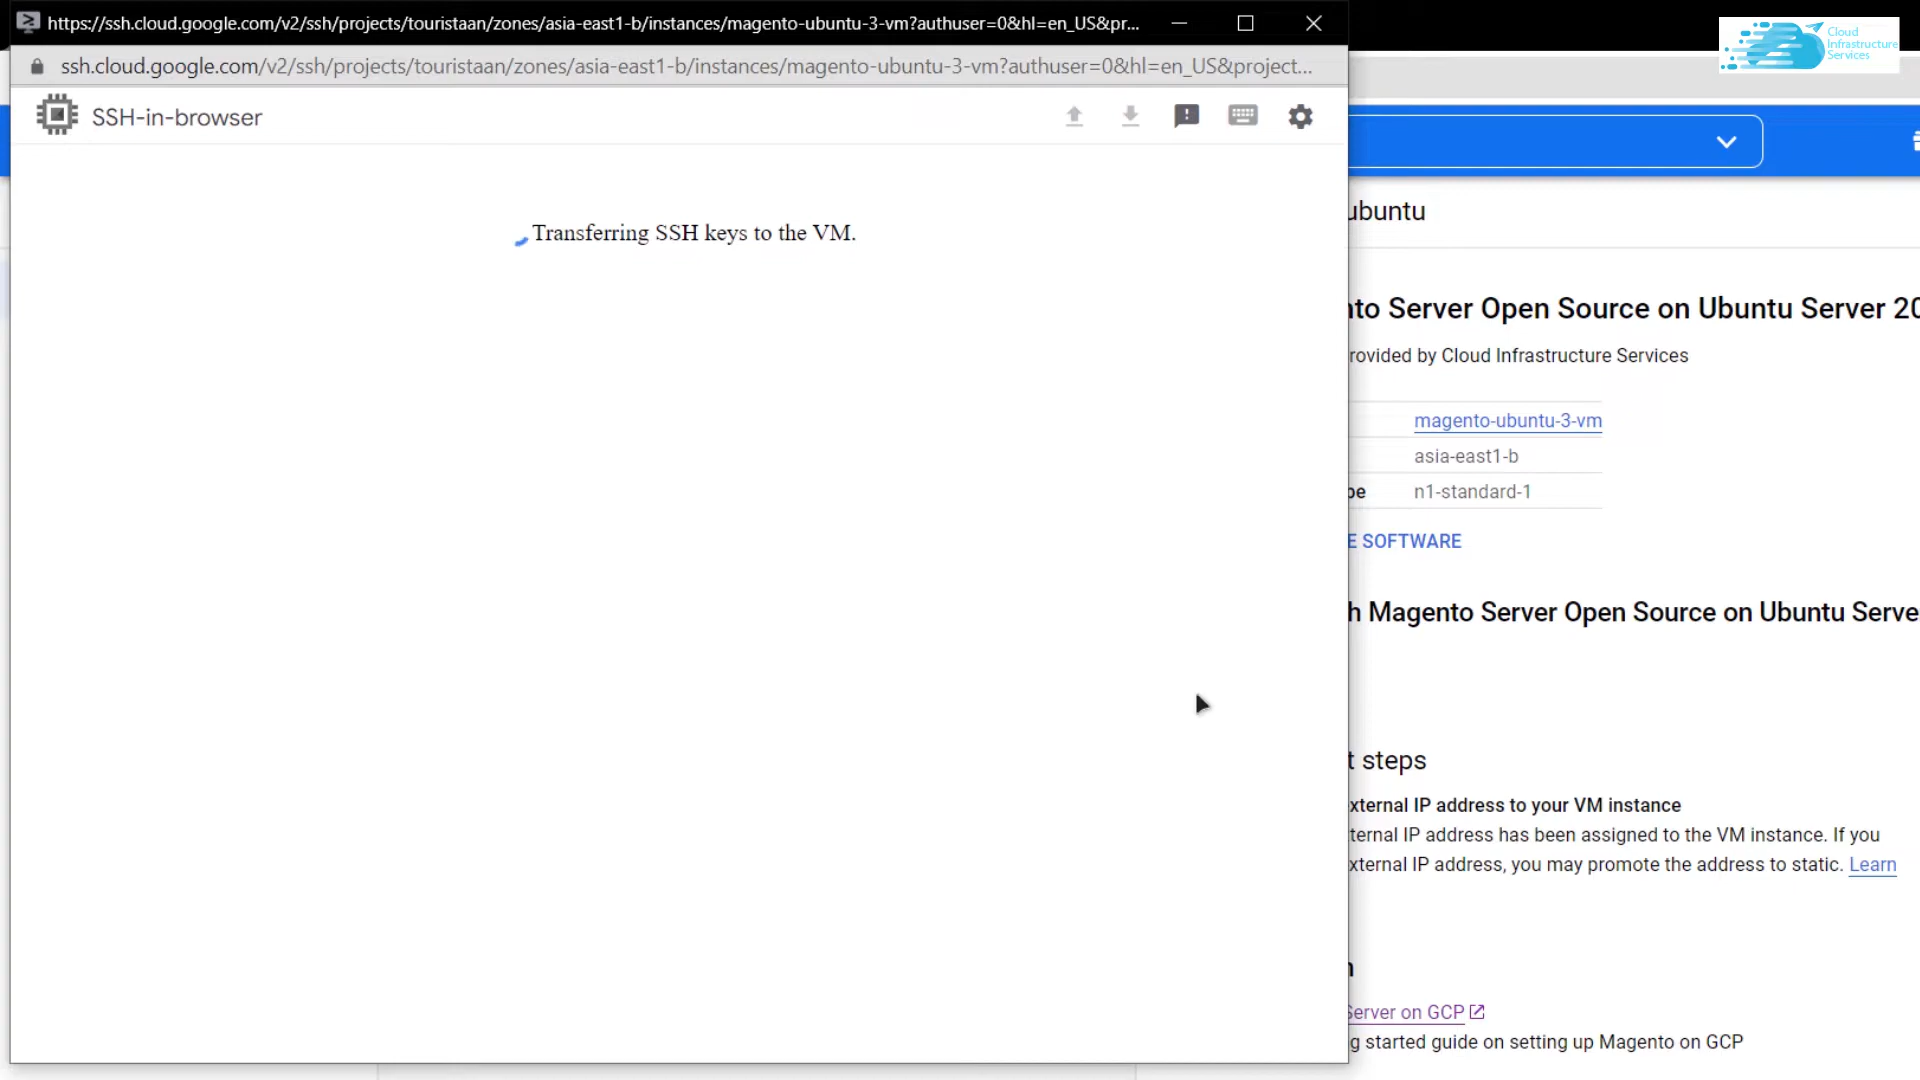 https://ssh.cloud.google.com/v2/ssh/projects/touristaan/zones/asia-east1-b/instances/magento-ubuntu-3-vm?authuser=0&hl=en_US&pr...
ssh.cloud.google.com/v2/ssh/projects/touristaan/zones/asia-east1-b/instances/magento-ubuntu-3-vm?authuser=0&hl=en_US&project...
Cloud
Infrastructure
Services
SSH-in-browser
Transferring SSH keys to the VM.
ubuntu
nto Server Open Source on Ubuntu Server 20
rovided by Cloud Infrastructure Services
magento-ubuntu-3-vm
asia-east1-b
pe n1-standard-1
E SOFTWARE
h Magento Server Open Source on Ubuntu Serve
t steps
xternal IP address to your VM instance
ternal IP address has been assigned to the VM instance. If you
xternal IP address, you may promote the address to static. Learn
n
Server on GCP
g started guide on setting up Magento on GCP